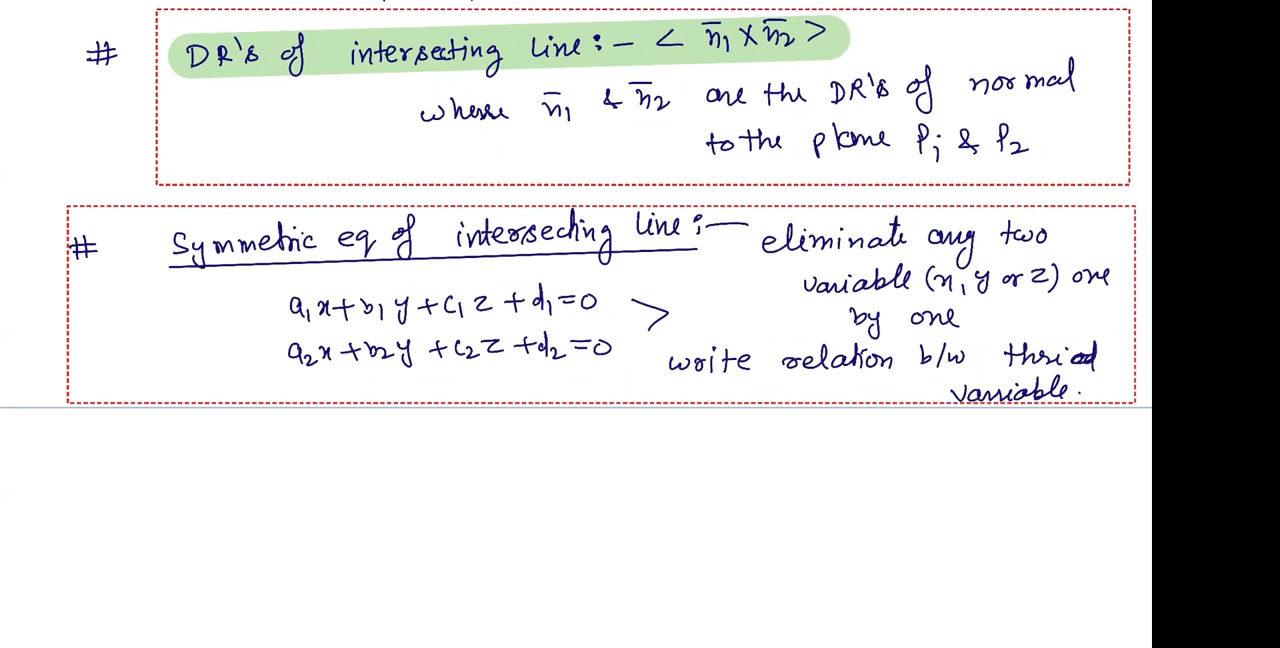 # DR's of intersecting line :- < n̄₁ × n̄₂ >
where n̄₁ & n̄₂ are the DR's of normal
to the plane P₁ & P₂
# Symmetric eq of intersecting line :— eliminate any two
variable (x, y or z) one
by one
a₁x + b₁y + c₁z + d₁ = 0 >
a₂x + b₂y + c₂z + d₂ = 0
write relation b/w third
variable.